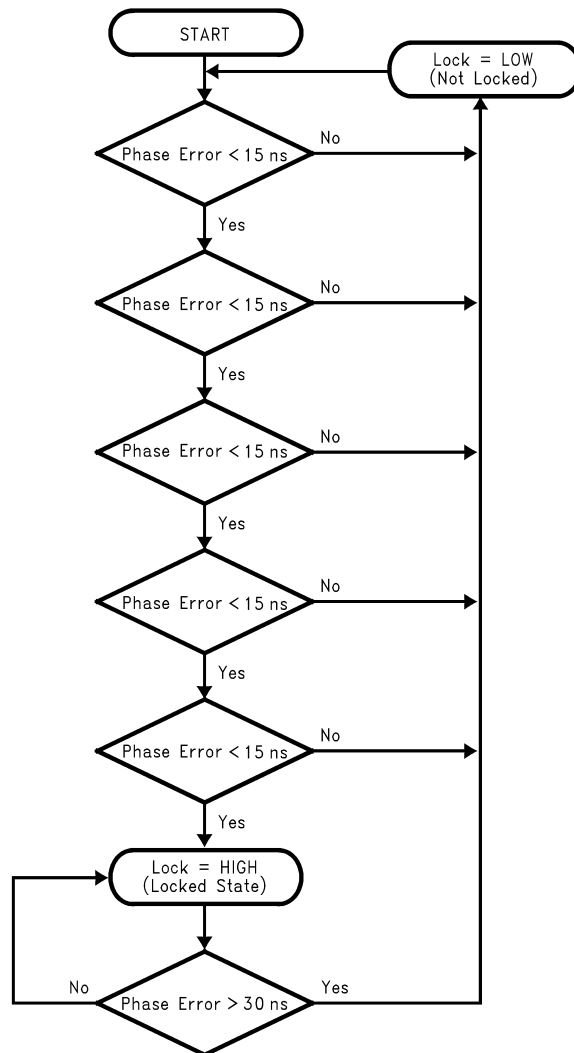 START
Lock = LOW
(Not Locked)
Phase Error < 15 ns
No
Yes
Phase Error < 15 ns
No
Yes
Phase Error < 15 ns
No
Yes
Phase Error < 15 ns
No
Yes
Phase Error < 15 ns
No
Yes
Lock = HIGH
(Locked State)
No
Phase Error > 30 ns
Yes